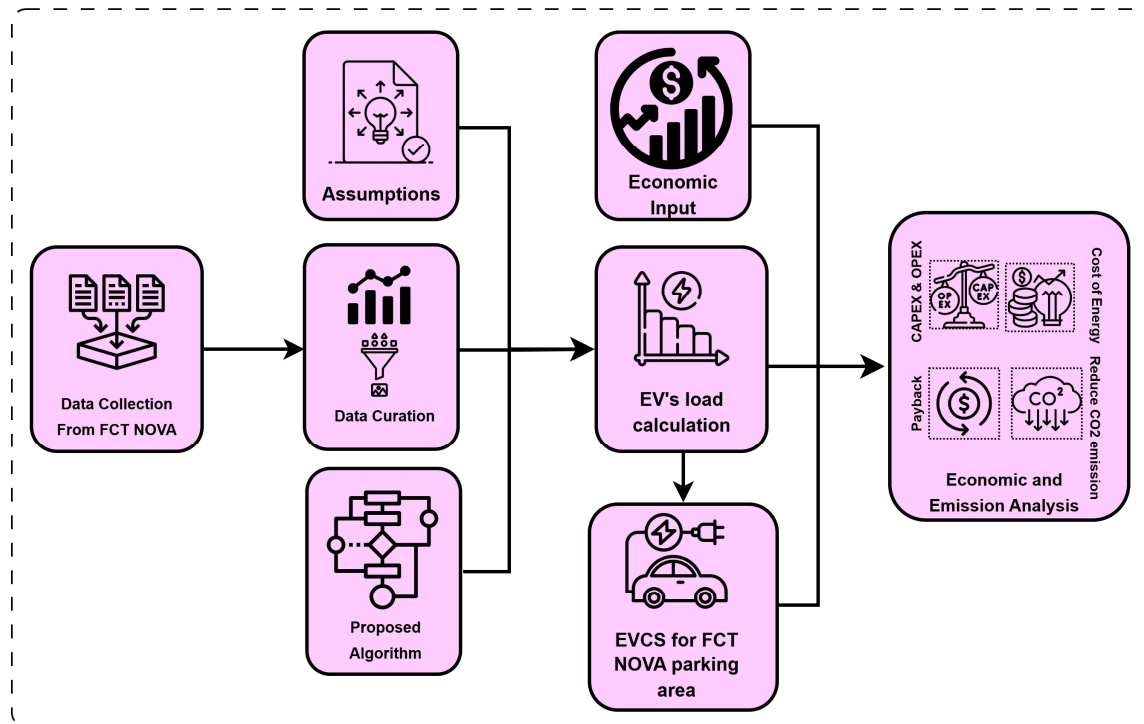 Assumptions
Economic
Input
Data Collection
From FCT NOVA
Data Curation
EV's load
calculation
Proposed
Algorithm
EVCS for FCT
NOVA parking
area
CAPEX & OPEX
OP
EX
CAP
EX
$
Cost of Energy
Payback
$
CO2
Reduce CO2 emission
Economic and
Emission Analysis